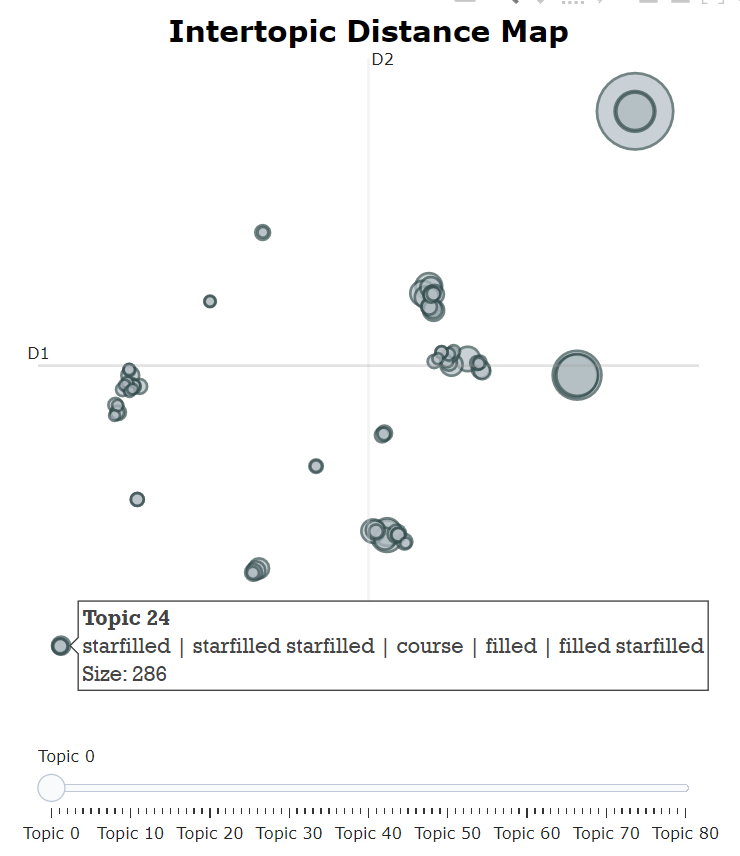 Intertopic Distance Map
D2
D1
Topic 24
starfilled | starfilled starfilled | course | filled | filled starfilled
Size: 286
Topic 0
Topic 0 Topic 10 Topic 20 Topic 30 Topic 40 Topic 50 Topic 60 Topic 70 Topic 80